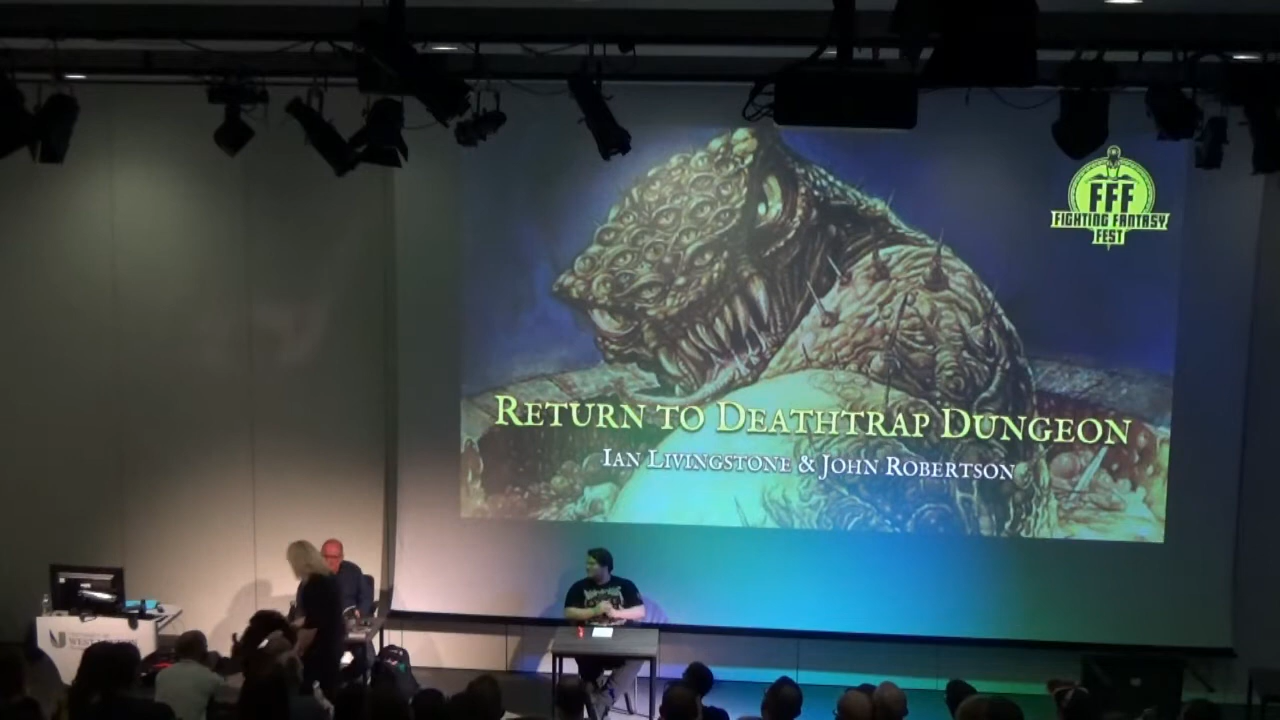 FFF
FIGHTING FANTASY
FEST
RETURN TO DEATHTRAP DUNGEON
IAN LIVINGSTONE & JOHN ROBERTSON